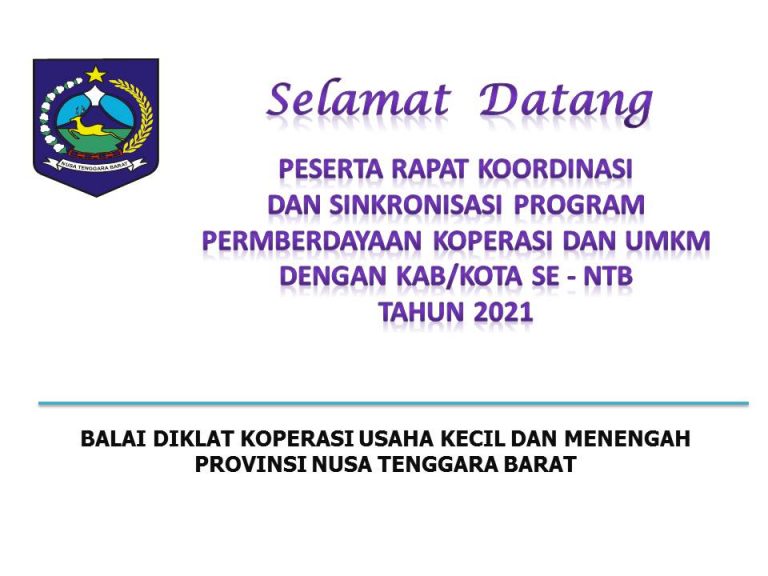 Selamat Datang
PESERTA RAPAT KOORDINASI
DAN SINKRONISASI PROGRAM
PERMBERDAYAAN KOPERASI DAN UMKM
DENGAN KAB/KOTA SE - NTB
TAHUN 2021
NUSA TENGGARA BARAT
BALAI DIKLAT KOPERASI USAHA KECIL DAN MENENGAH
PROVINSI NUSA TENGGARA BARAT